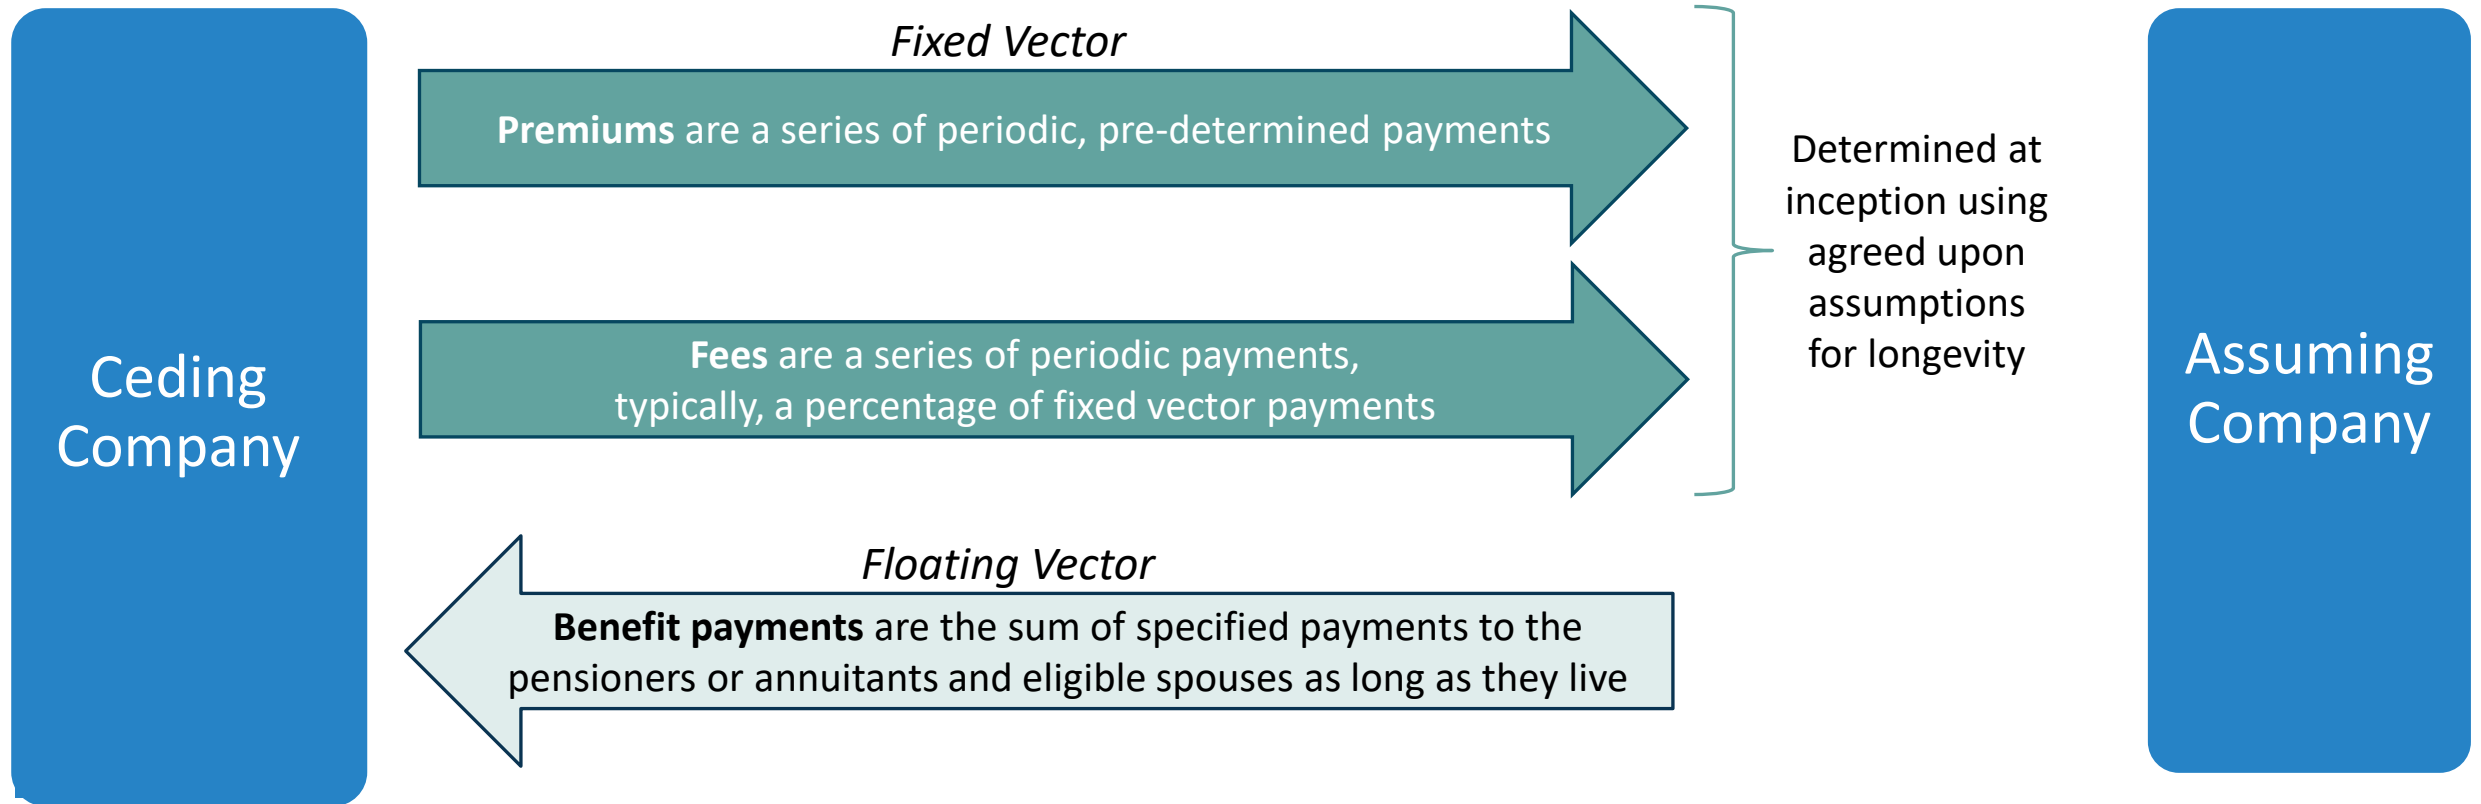 Ceding
Company
Fixed Vector
Premiums are a series of periodic, pre-determined payments
Fees are a series of periodic payments,
typically, a percentage of fixed vector payments
Floating Vector
Benefit payments are the sum of specified payments to the
pensioners or annuitants and eligible spouses as long as they live
Determined at
inception using
agreed upon
assumptions
for longevity
Assuming
Company